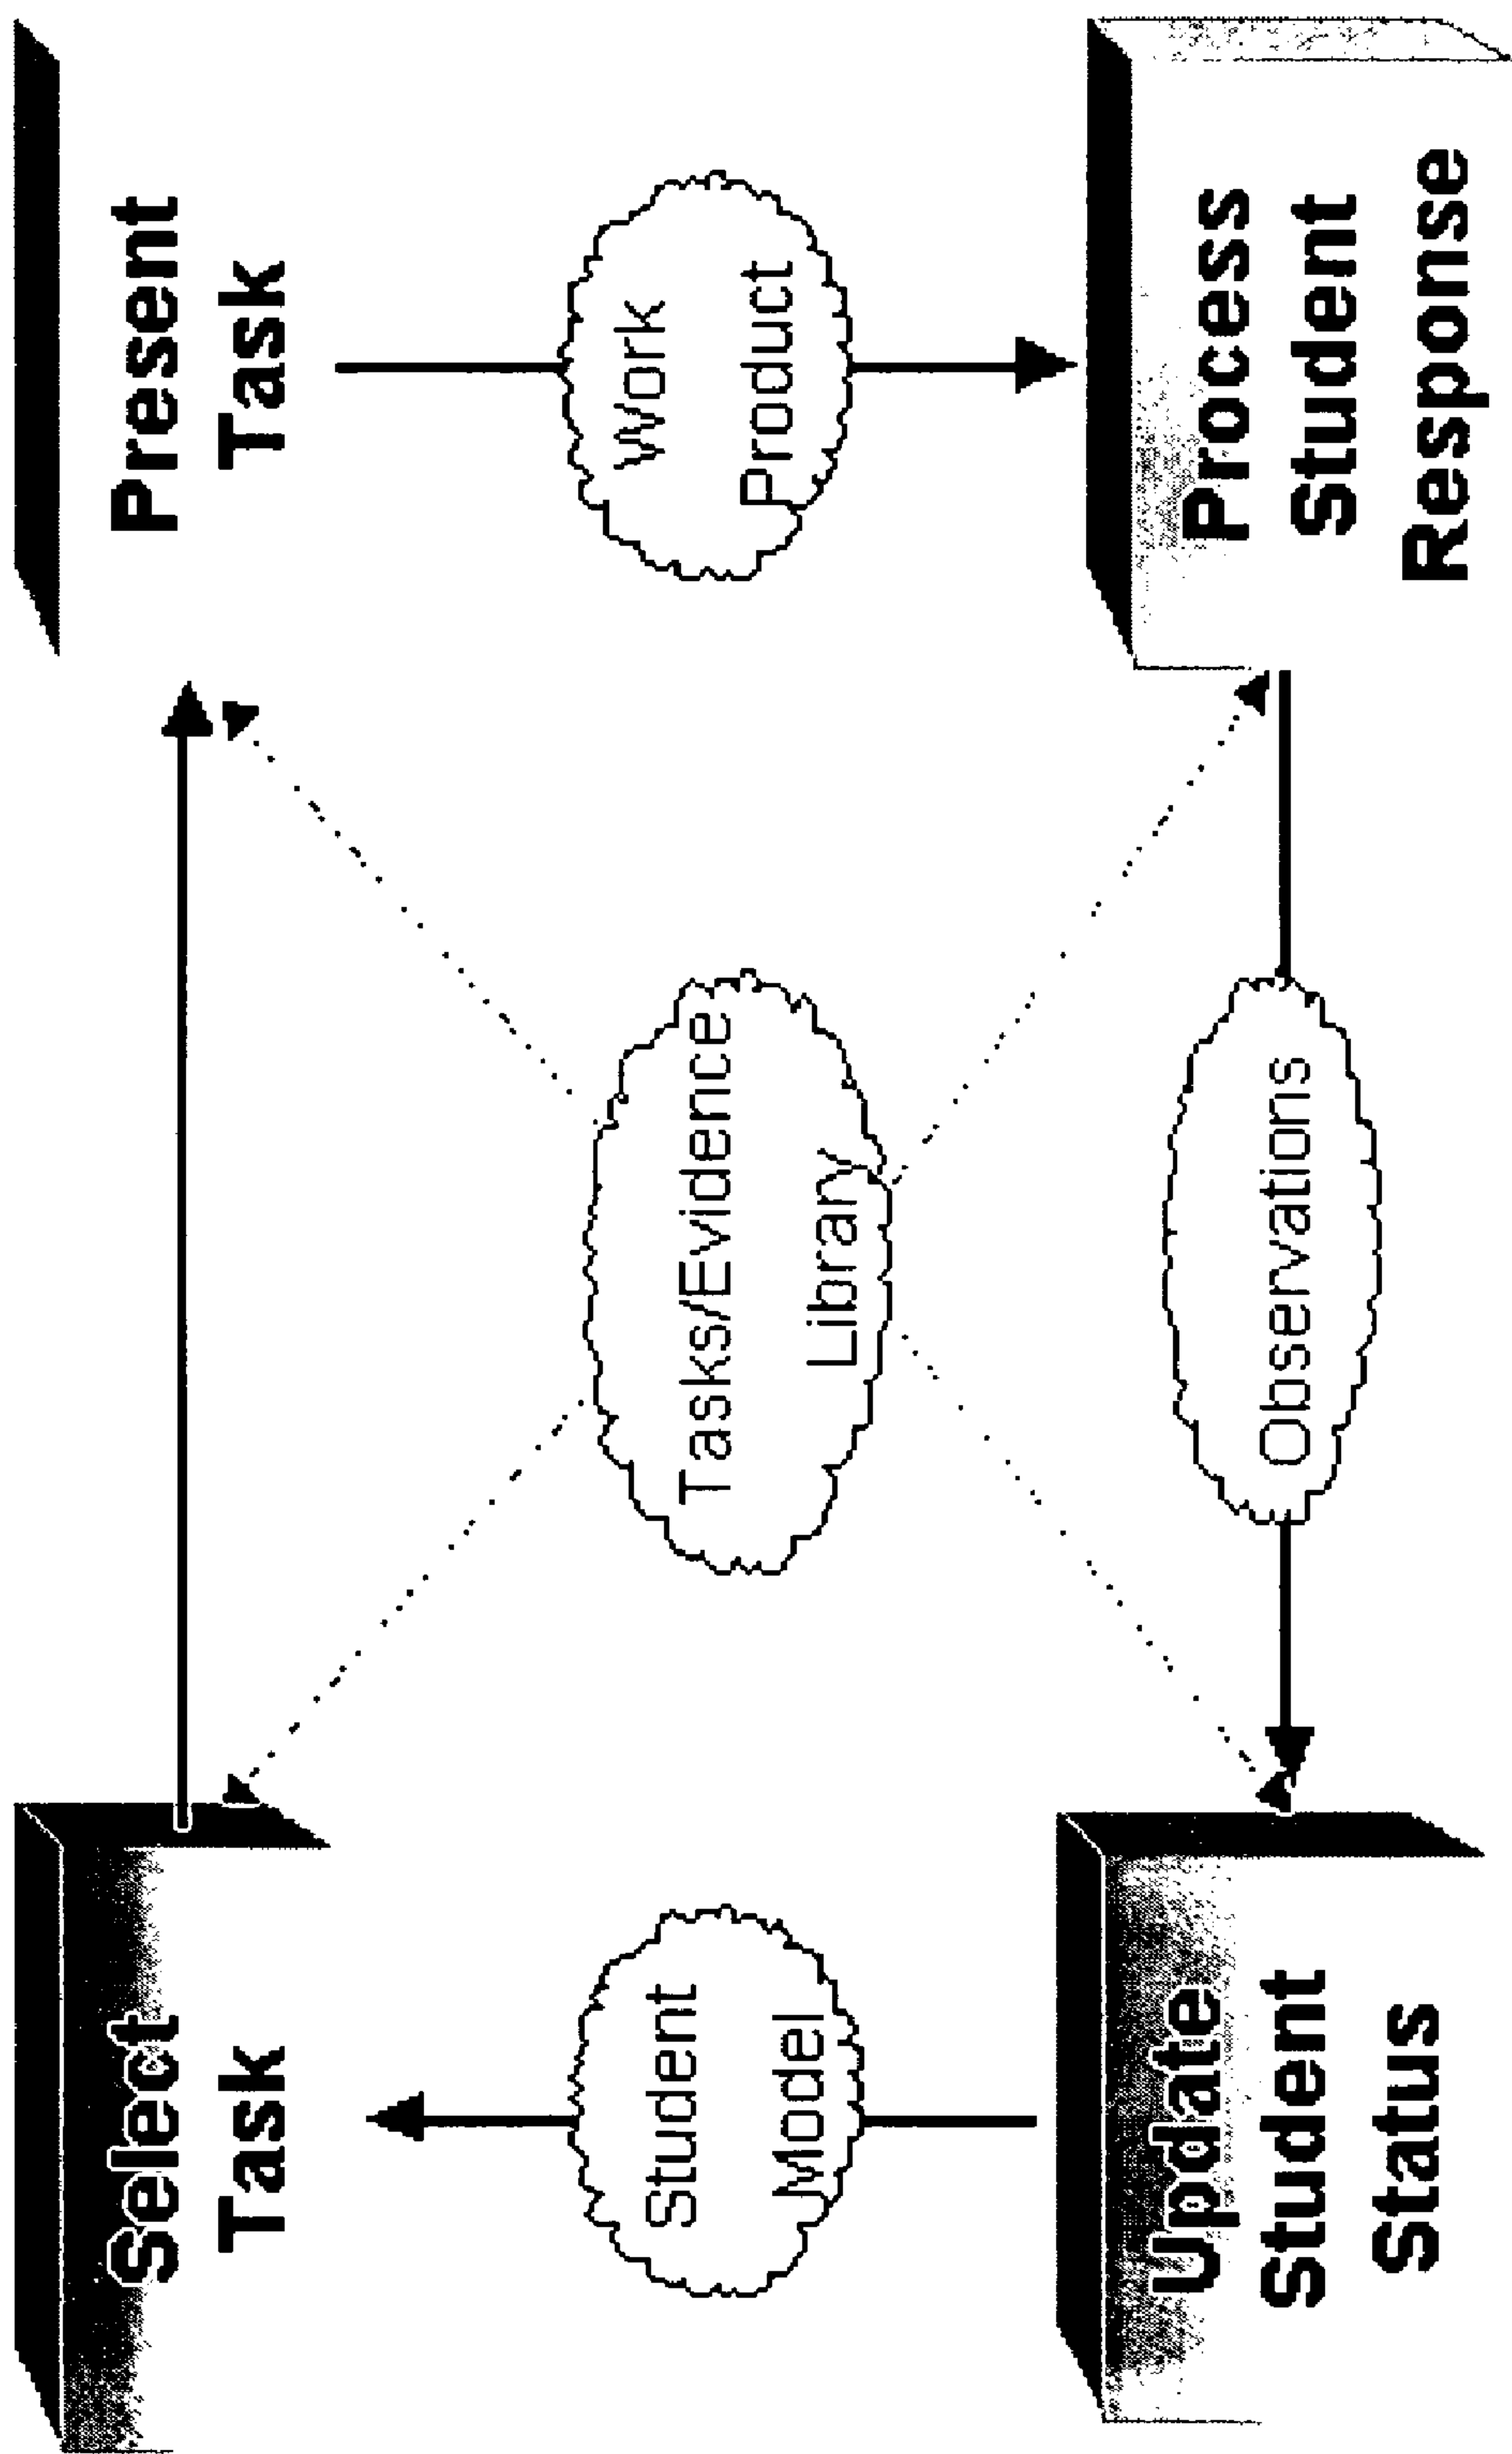 Select
Task
Present
Task
Student
Model
Tasks/Evidence
Library
Work
Product
Update
Student
Status
Observations
Process
Student
Response